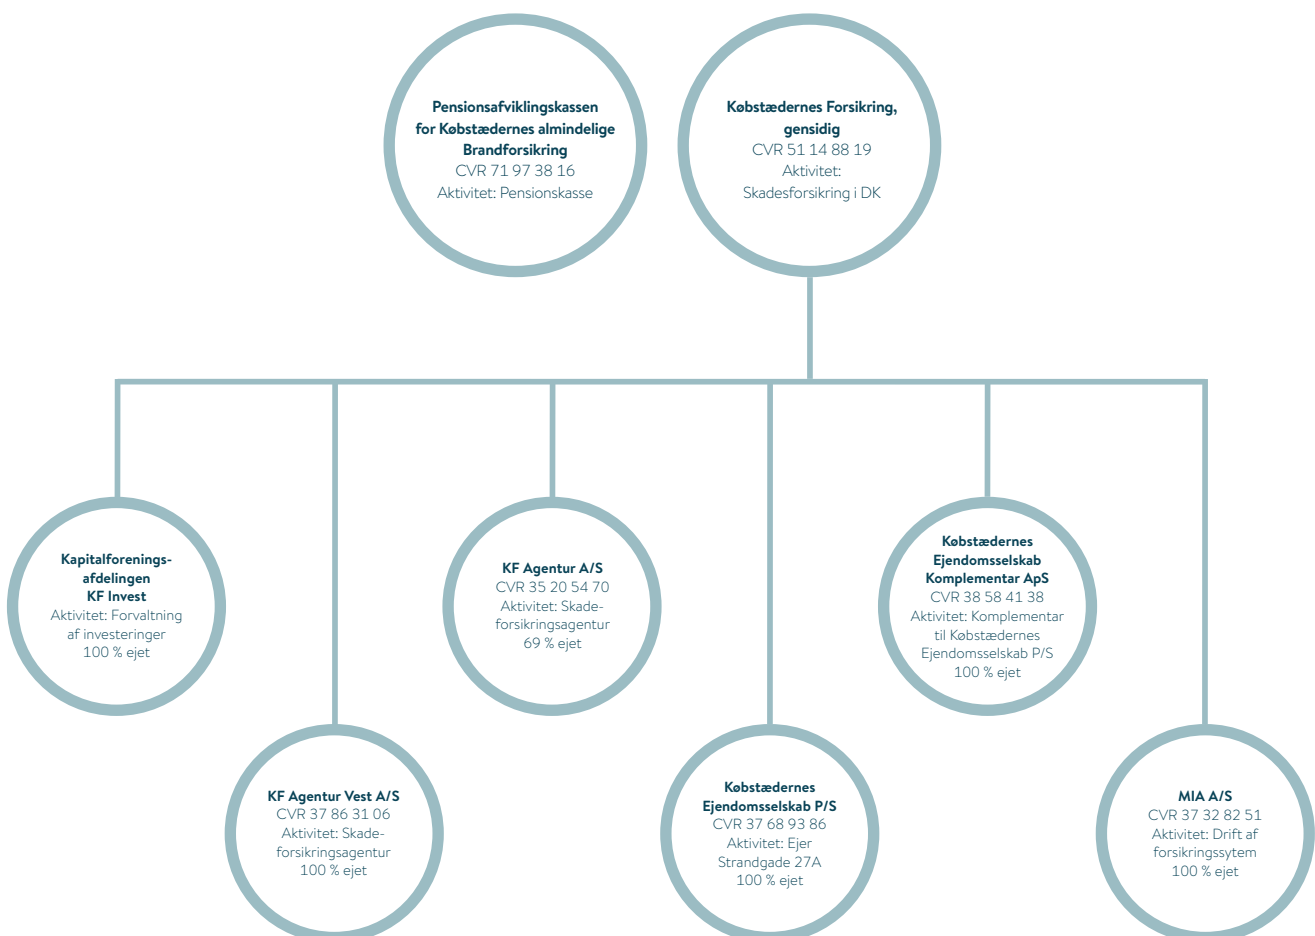 Pensionsafviklingskassen
for Købstædernes almindelige
Brandforsikring
CVR 71 97 38 16
Aktivitet: Pensionskasse
Købstædernes Forsikring,
gensidig
CVR 51 14 88 19
Aktivitet:
Skadesforsikring i DK
Kapitalforenings-
afdelingen
KF Invest
Aktivitet: Forvaltning
af investeringer
100 % ejet
KF Agentur Vest A/S
CVR 37 86 31 06
Aktivitet: Skade-
forsikringsagentur
100 % ejet
KF Agentur A/S
CVR 35 20 54 70
Aktivitet: Skade-
forsikringsagentur
69 % ejet
Købstædernes
Ejendomsselskab P/S
CVR 37 68 93 86
Aktivitet: Ejer
Strandgade 27A
100 % ejet
Købstædernes
Ejendomsselskab
Komplementar ApS
CVR 38 58 41 38
Aktivitet: Komplementar
til Købstædernes
Ejendomsselskab P/S
100 % ejet
MIA A/S
CVR 37 32 82 51
Aktivitet: Drift af
forsikringssytem
100 % ejet